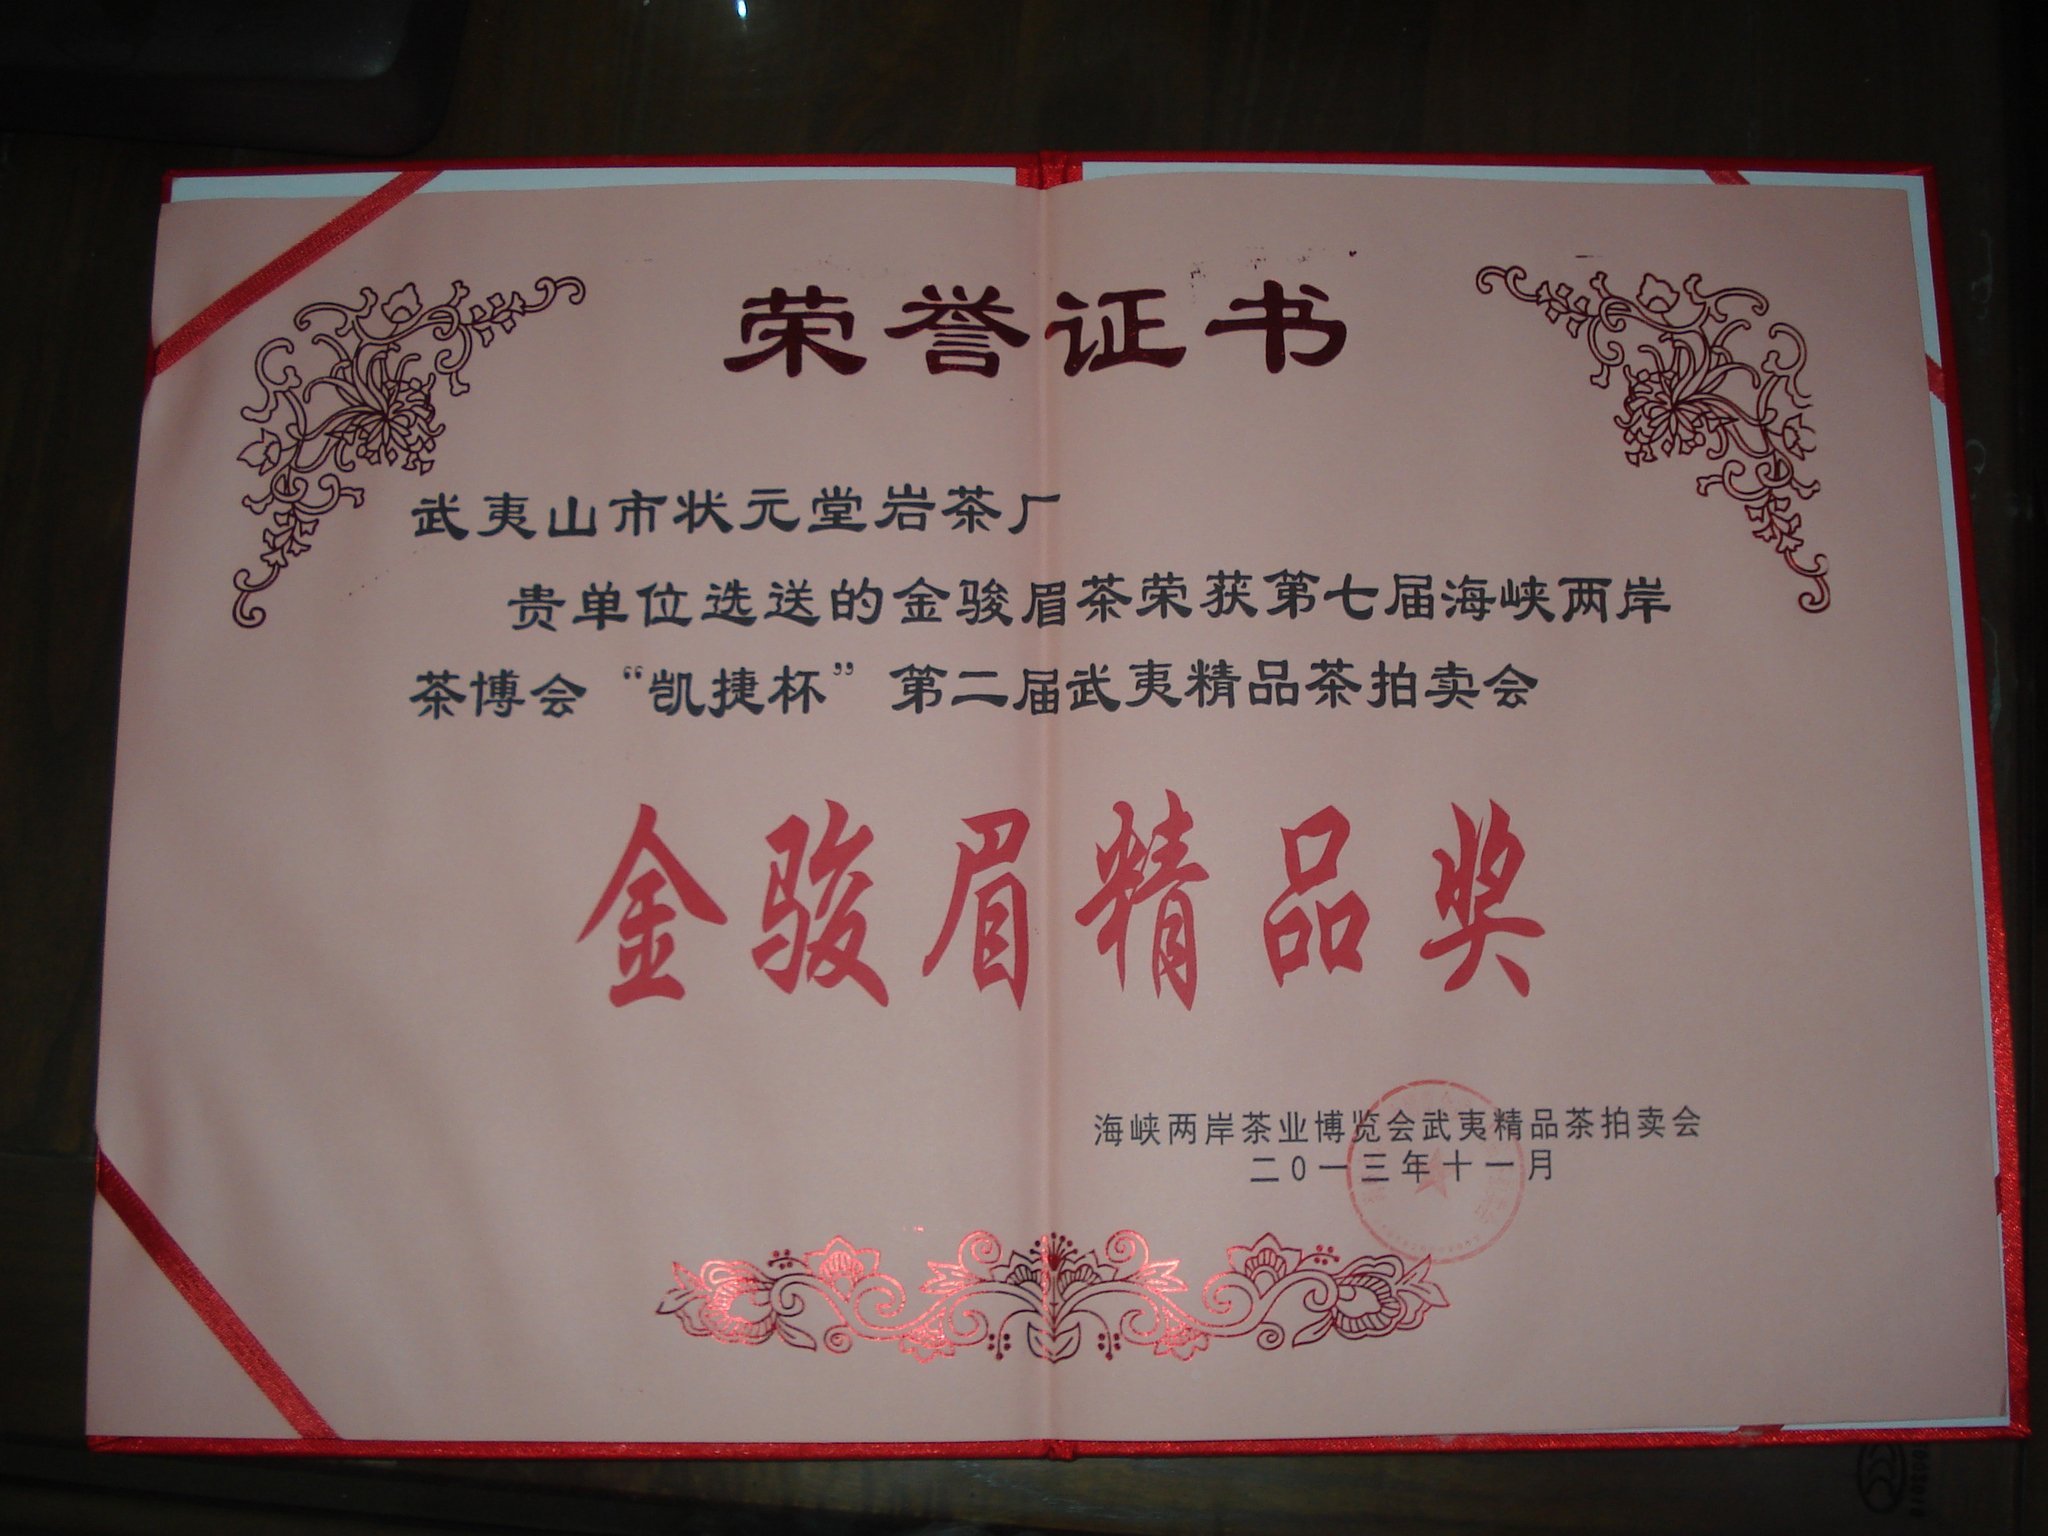 荣誉证书
武夷山市状元堂岩茶厂
贵单位选送的金骏眉茶荣获第七届海峡两岸
茶博会“凯捷杯”第二届武夷精品茶拍卖会
金骏眉精品奖
海峡两岸茶业博览会武夷精品茶拍卖会
二0一三年十一月